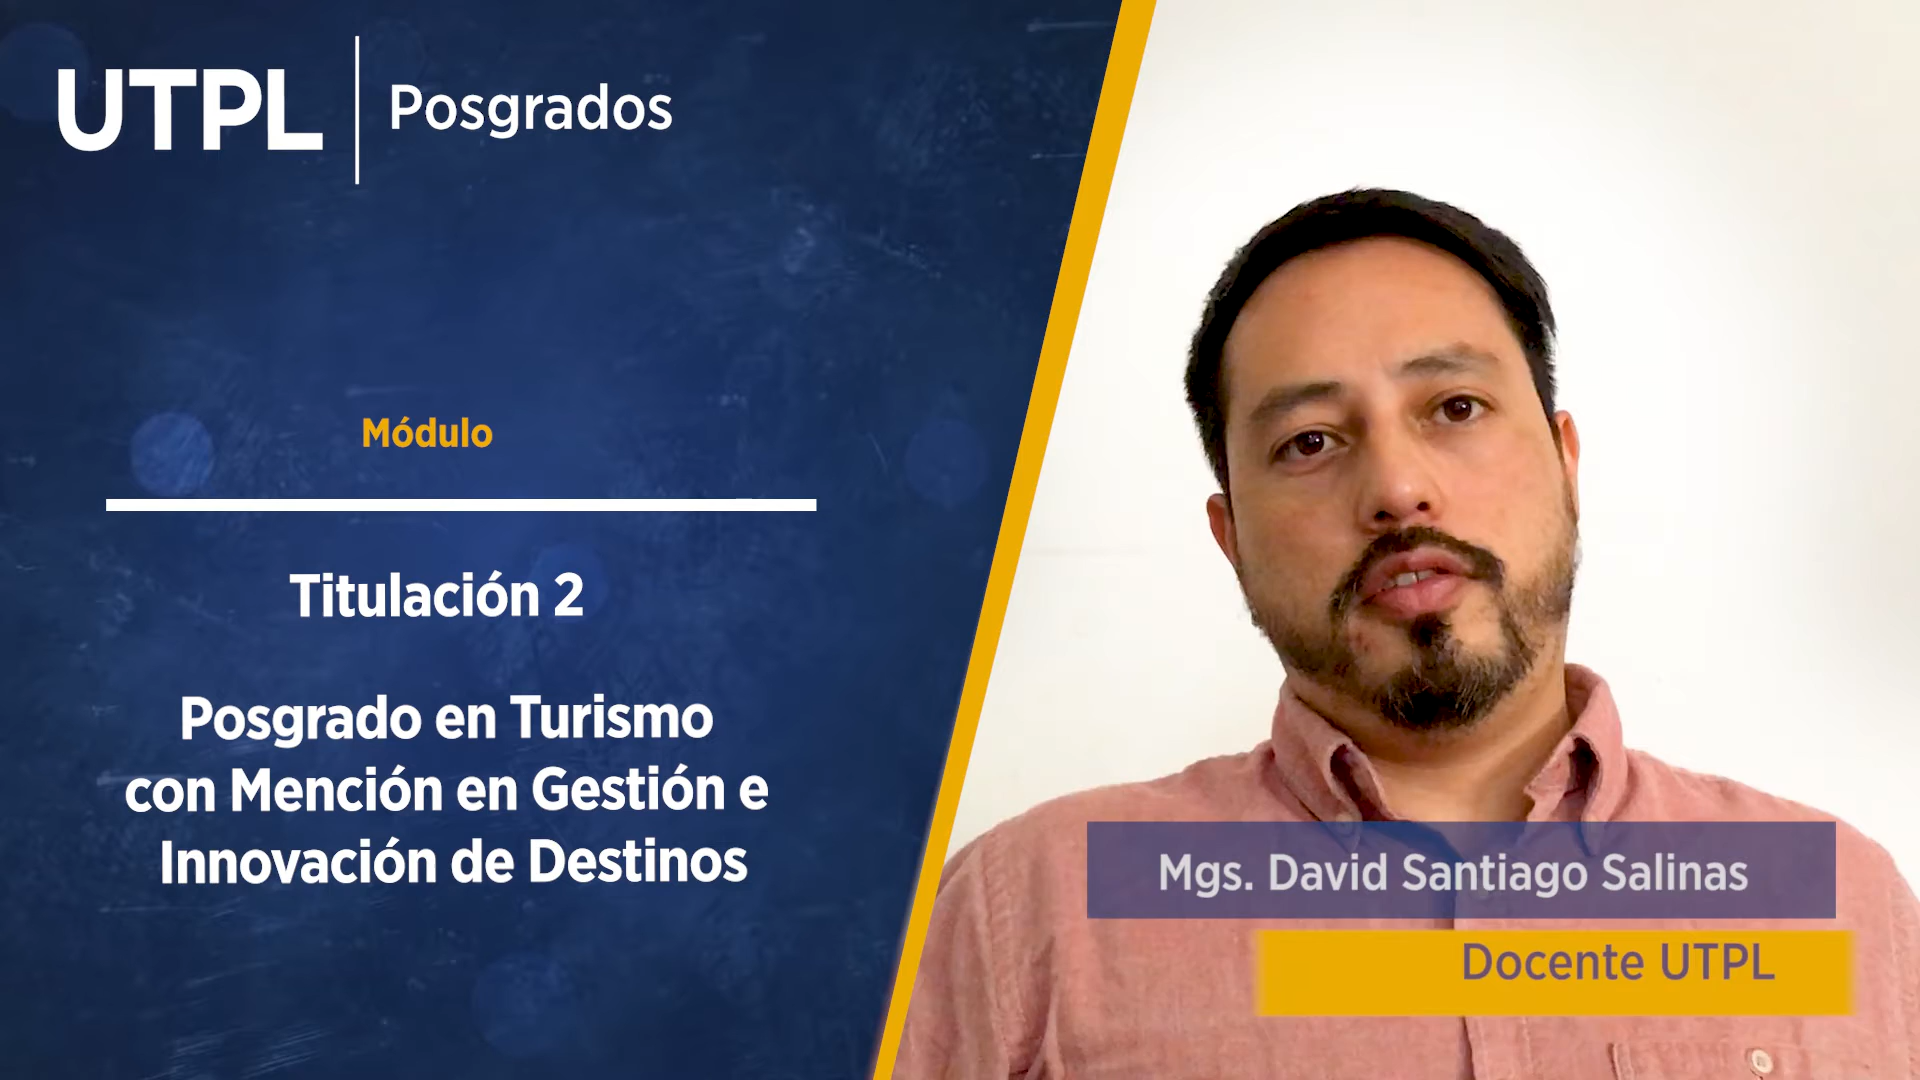 UTPL
Posgrados
Módulo
Titulación 2
Posgrado en Turismo
con Mención en Gestión e
Innovación de Destinos
Mgs. David Santiago Salinas
Docente UTPL